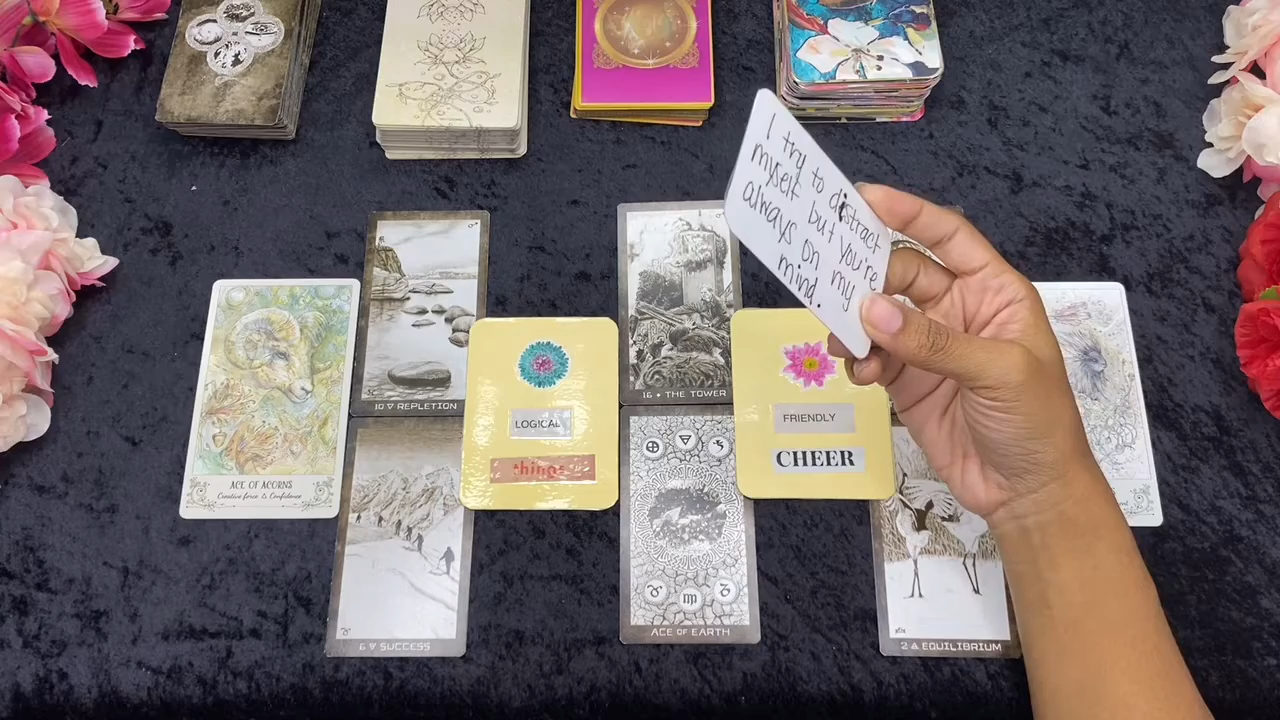 I try to distract
myself but you're
always on my
mind.
10 ▽ REPLETION
16 • THE TOWER
LOGICAL
things
FRIENDLY
CHEER
ACE OF ACORNS
Creative force & Confidence
6 ▽ SUCCESS
ACE OF EARTH
2 △ EQUILIBRIUM